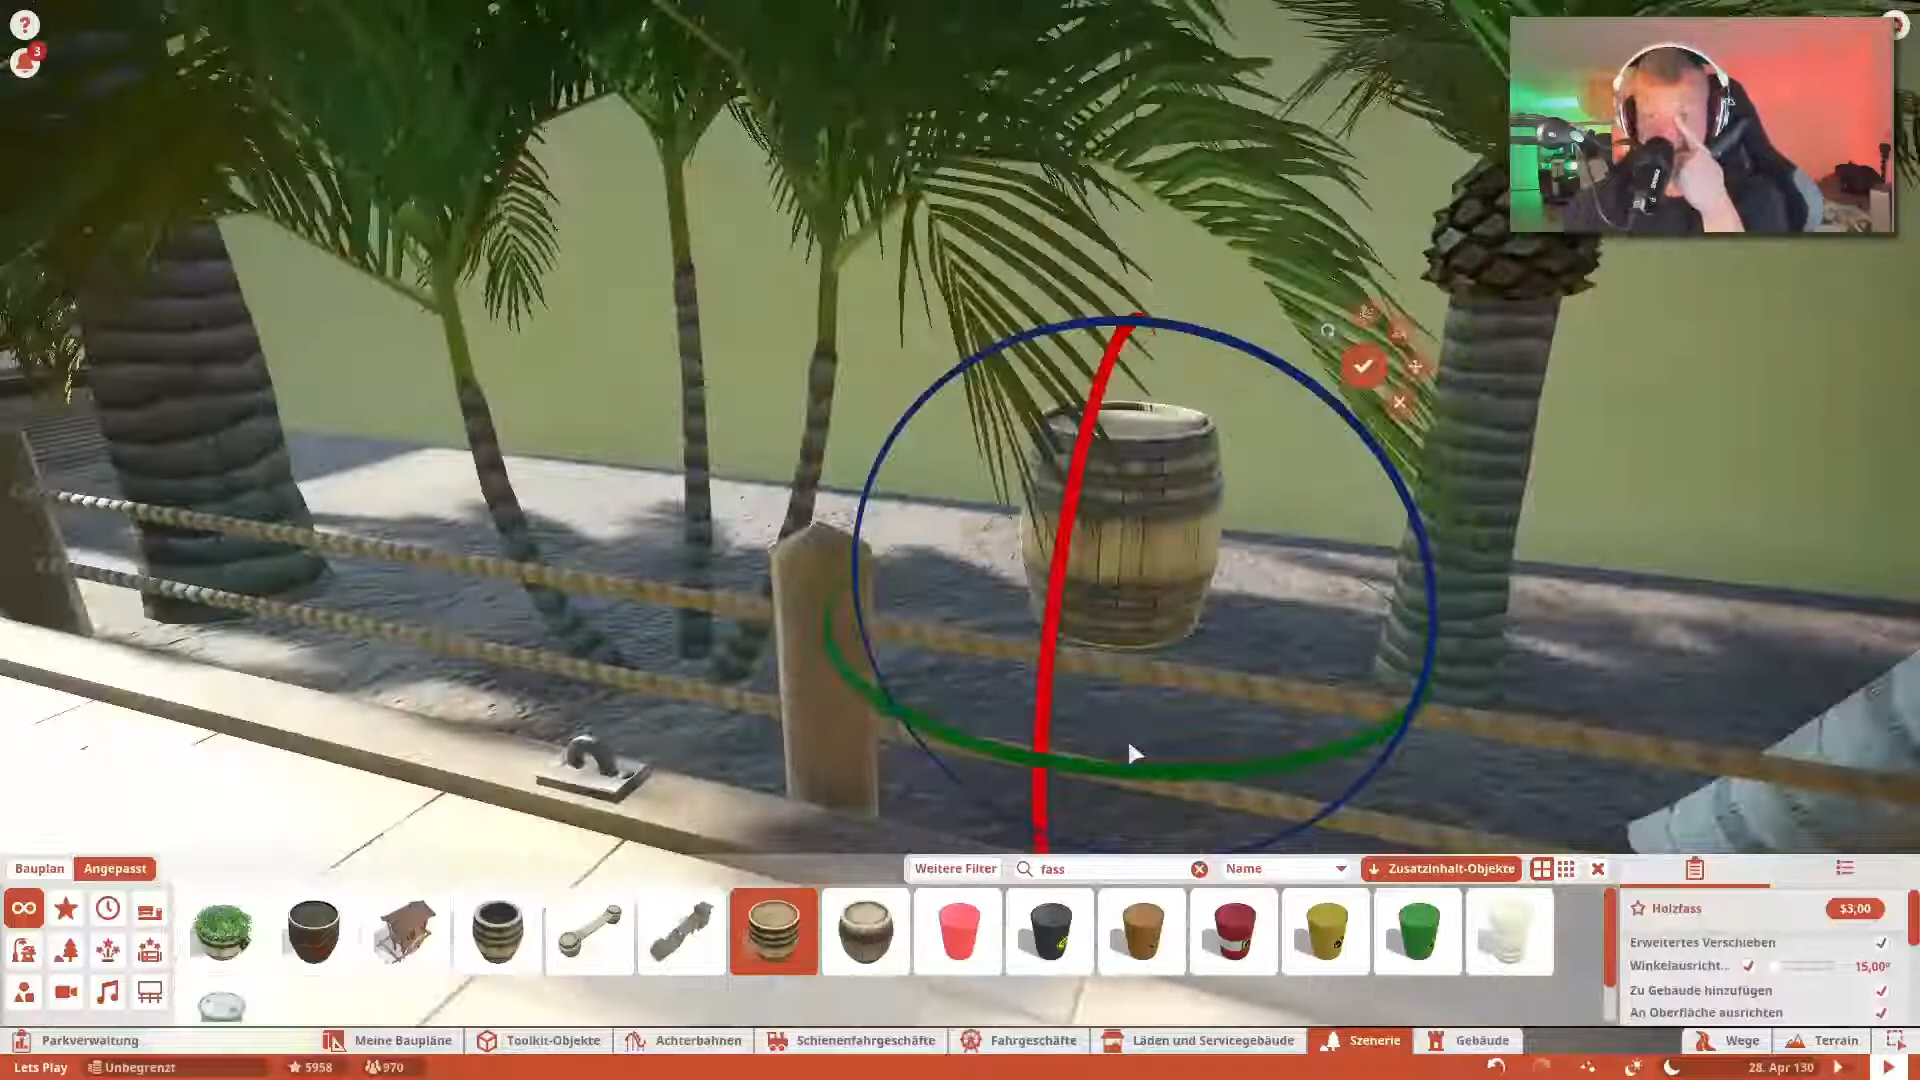 ?
3
Bauplan Angepasst
Weitere Filter fass Name Zusatzinhalt-Objekte
Holzfass $3,00
Erweitertes Verschieben
Winkelausricht... 15,00°
Zu Gebäude hinzufügen
An Oberfläche ausrichten
Parkverwaltung Meine Baupläne Toolkit-Objekte Achterbahnen Schienenfahrgeschäfte Fahrgeschäfte Läden und Servicegebäude Szenerie Gebäude Wege Terrain
Lets Play Unbegrenzt 5958 970 28. Apr 130